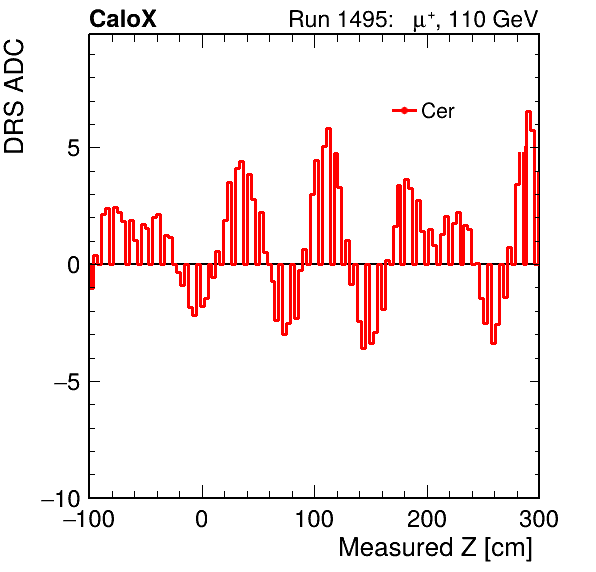 CaloX Run 1495: μ⁺, 110 GeV
DRS ADC
Cer
5
0
−5
−10
−100 0 100 200 300
Measured Z [cm]